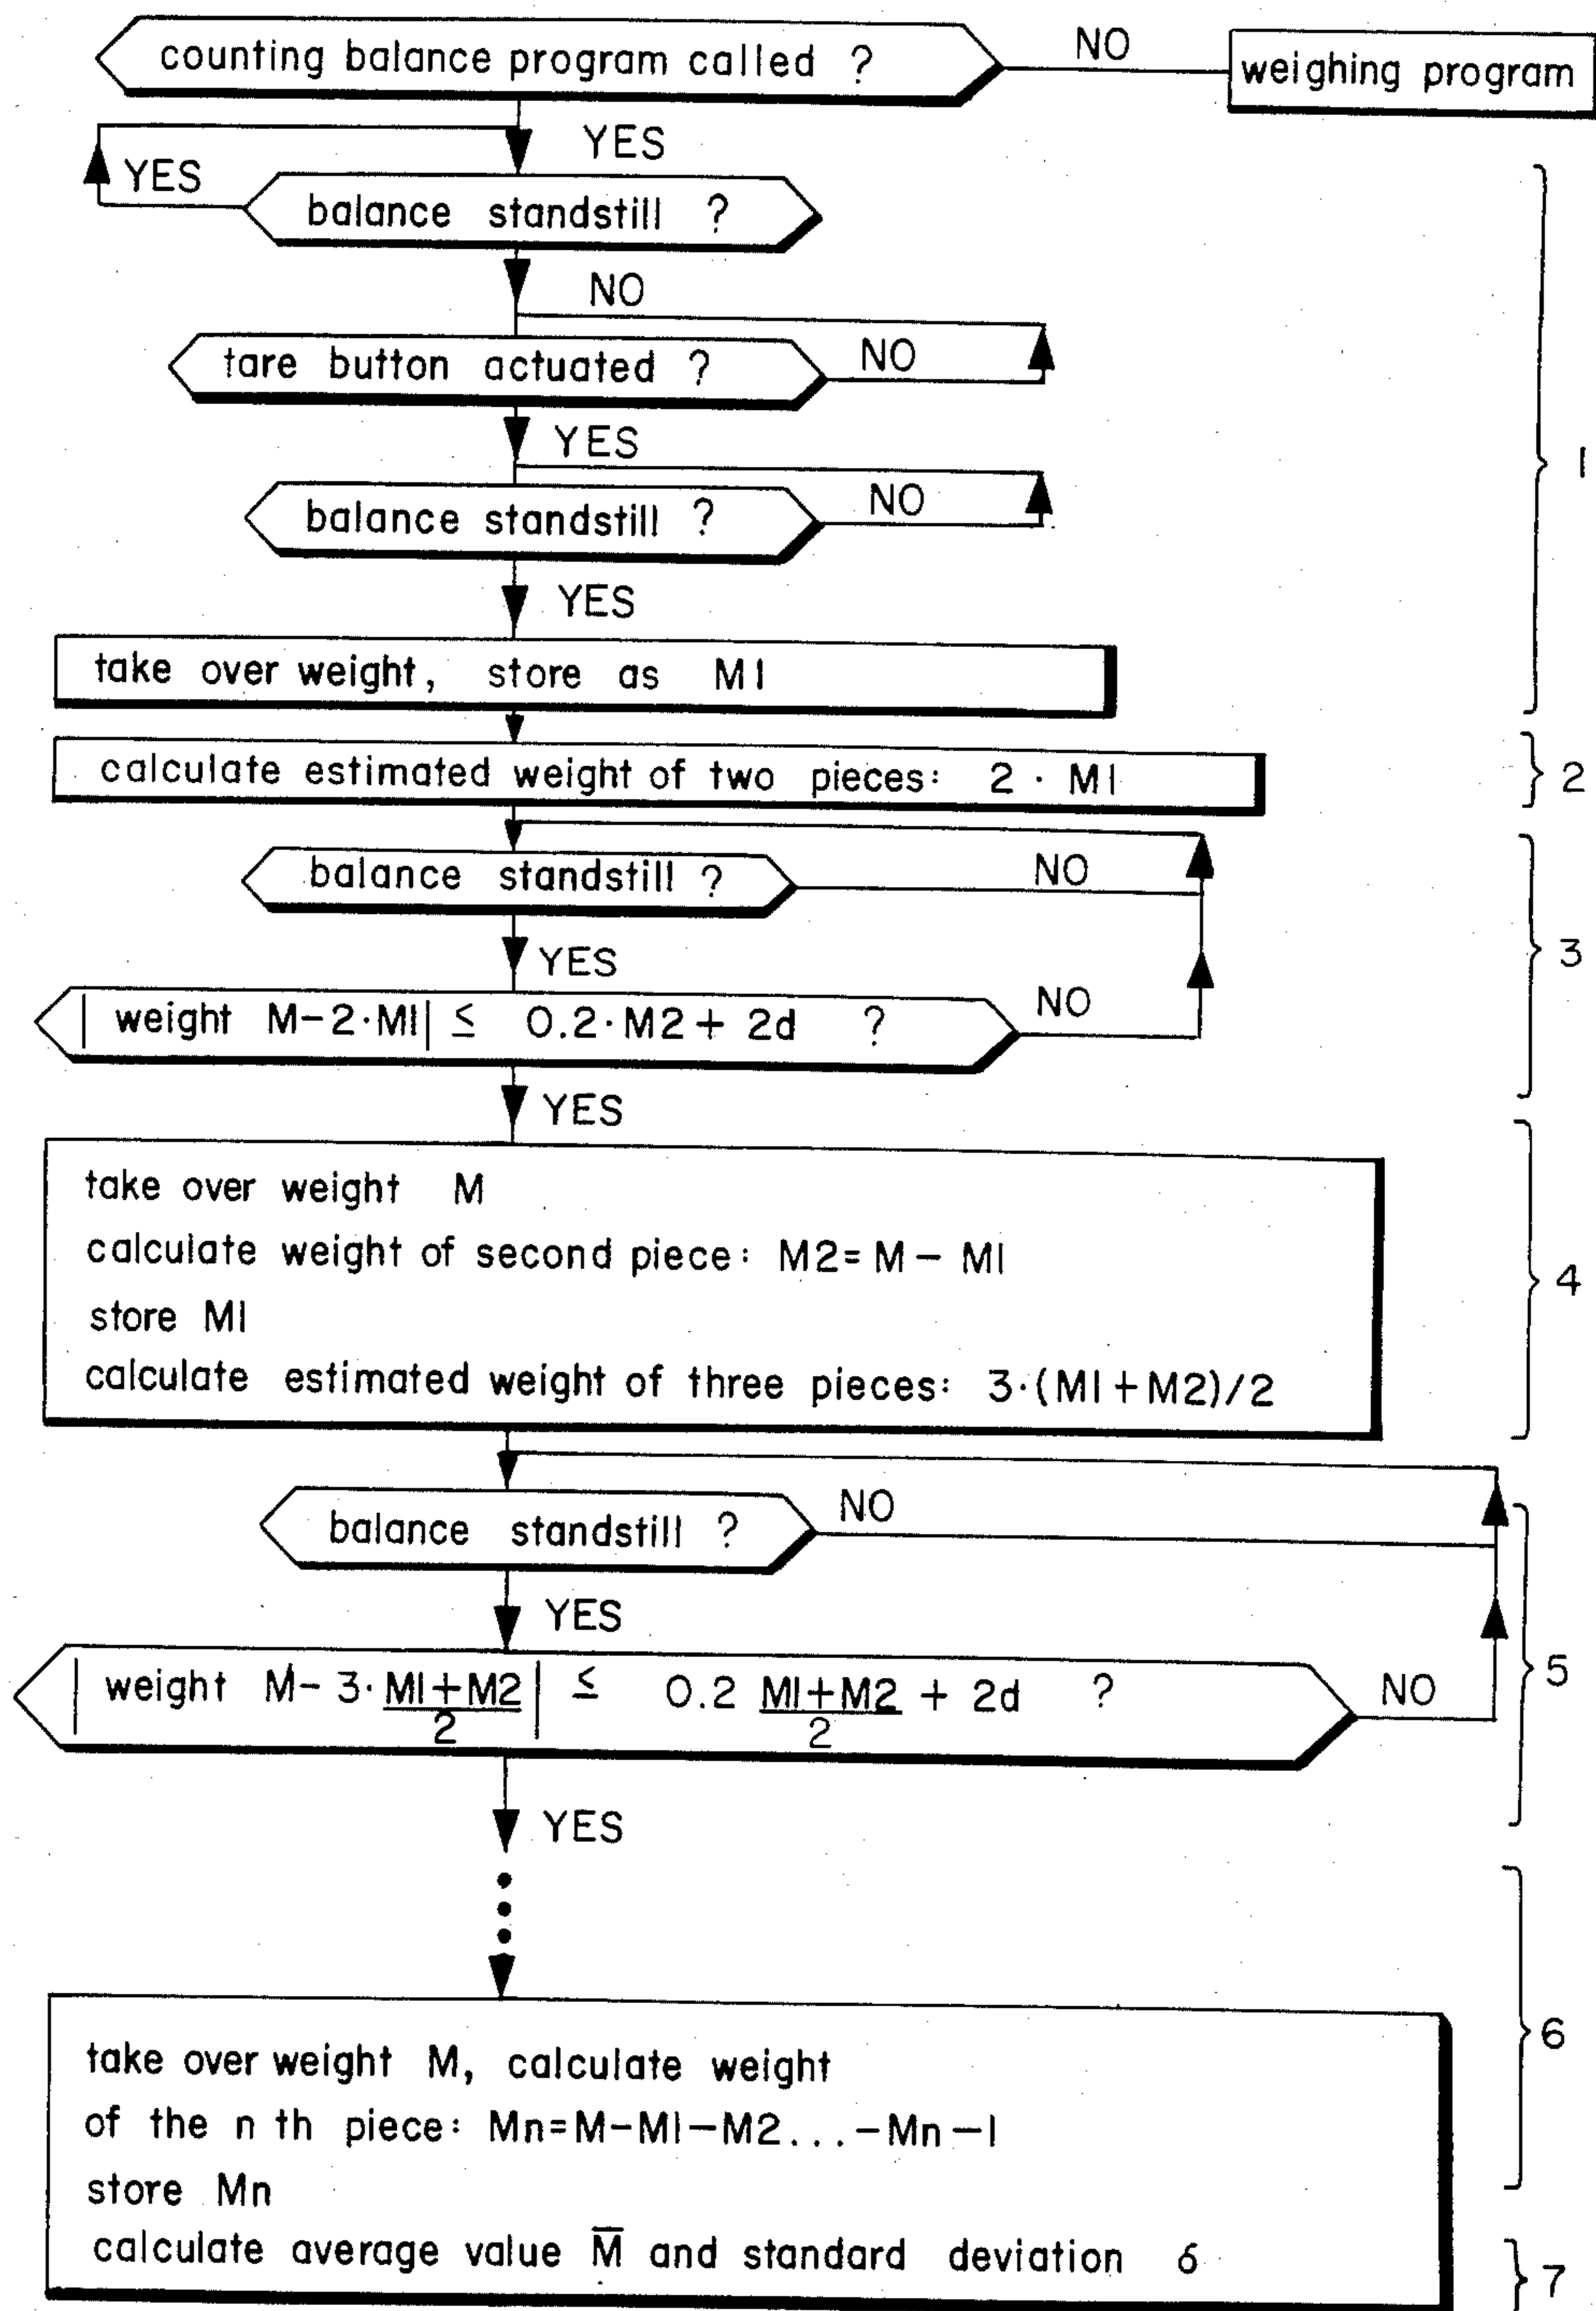 counting balance program called ?
NO
weighing program
YES
YES
balance standstill ?
NO
tare button actuated ?
NO
YES
balance standstill ?
NO
1
YES
take over weight, store as M1
calculate estimated weight of two pieces: 2 · M1
2
balance standstill ?
NO
YES
3
| weight M-2·M1| ≤ 0.2·M2+ 2d ?
NO
YES
take over weight M
calculate weight of second piece: M2= M - M1
4
store M1
calculate estimated weight of three pieces: 3·(M1+M2)/2
balance standstill ?
NO
YES
| weight M- 3· M1+M2/2 | ≤ 0.2 M1+M2/2 + 2d ?
NO
5
YES
6
take over weight M, calculate weight
of the n th piece: Mn=M-M1-M2...-Mn-1
store Mn
calculate average value M̅ and standard deviation 6
7